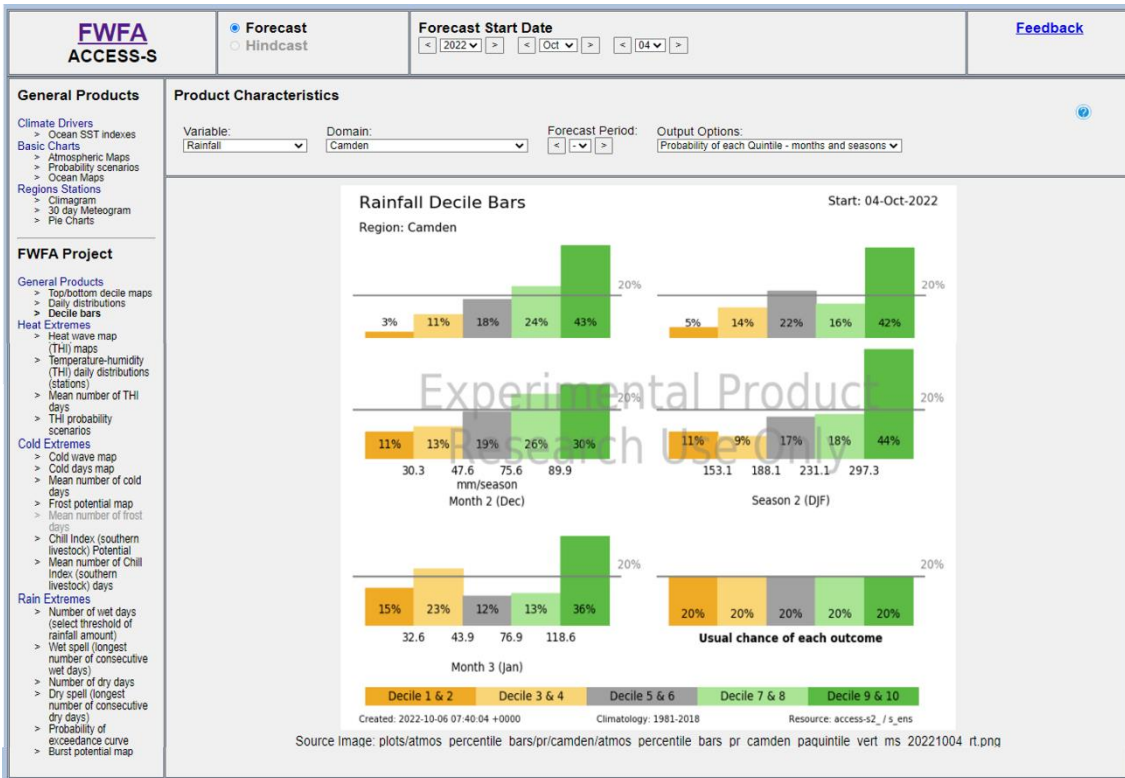 FWFA
ACCESS-S
Forecast
Hindcast
Forecast Start Date
< 2022 > < Oct > < 04 >
Feedback
General Products
Climate Drivers
> Ocean SST indexes
Basic Charts
> Atmospheric Maps
> Probability scenarios
> Ocean Maps
Regions Stations
> Climagram
> 30 day Meteogram
> Pie Charts
FWFA Project
General Products
> Top/bottom decile maps
> Daily distributions
> Decile bars
Heat Extremes
> Heat wave map
(THI) maps
> Temperature-humidity
(THI) daily distributions
(stations)
> Mean number of THI
days
> THI probability
scenarios
Cold Extremes
> Cold wave map
> Cold days map
> Mean number of cold
days
> Frost potential map
> Mean number of frost
days
> Chill Index (southern
livestock) Potential
> Mean number of Chill
Index (southern
livestock) days
Rain Extremes
> Number of wet days
(select threshold of
rainfall amount)
> Wet spell (longest
number of consecutive
wet days)
> Number of dry days
> Dry spell (longest
number of consecutive
dry days)
> Probability of
exceedance curve
> Burst potential map
Product Characteristics
?
Variable: Domain: Forecast Period: Output Options:
Rainfall Camden < - > Probability of each Quintile - months and seasons
Rainfall Decile Bars Start: 04-Oct-2022
Region: Camden
20% 20%
3% 11% 18% 24% 43% 5% 14% 22% 16% 42%
Experimental Product
Research Use Only
20% 20%
11% 13% 19% 26% 30% 11% 9% 17% 18% 44%
30.3 47.6 75.6 89.9 153.1 188.1 231.1 297.3
mm/season
Month 2 (Dec) Season 2 (DJF)
20% 20%
15% 23% 12% 13% 36% 20% 20% 20% 20% 20%
32.6 43.9 76.9 118.6 Usual chance of each outcome
Month 3 (Jan)
Decile 1 & 2 Decile 3 & 4 Decile 5 & 6 Decile 7 & 8 Decile 9 & 10
Created: 2022-10-06 07:40:04 +0000 Climatology: 1981-2018 Resource: access-s2_ / s_ens
Source Image: plots/atmos_percentile_bars/pr/camden/atmos_percentile_bars_pr_camden_paquintile_vert_ms_20221004_rt.png